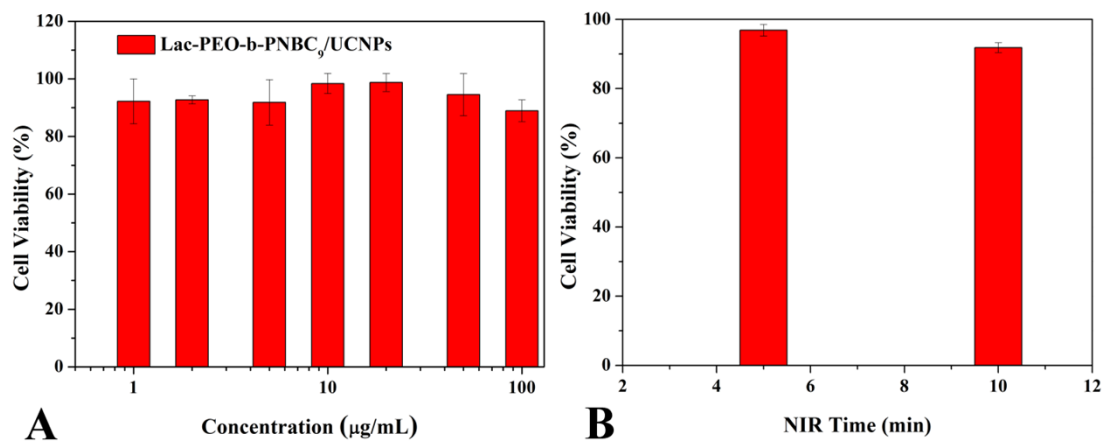 120
100
80
60
40
20
0
Cell Viability (%)
Lac-PEO-b-PNBC₉/UCNPs
1 10 100
Concentration (μg/mL)
A
100
80
60
40
20
0
Cell Viability (%)
2 4 6 8 10 12
NIR Time (min)
B